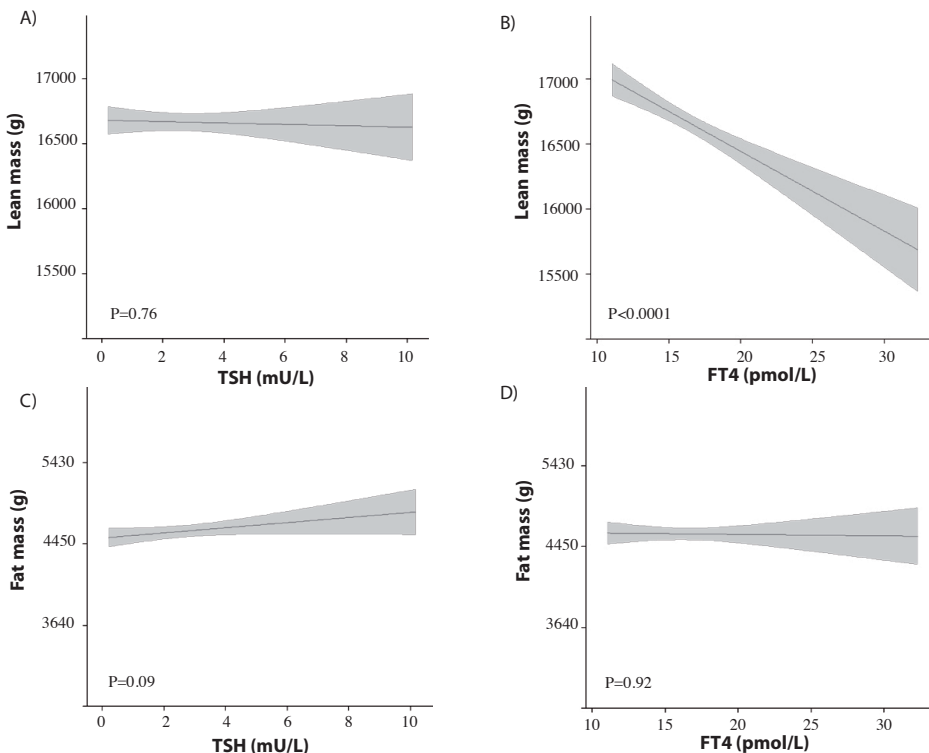 A)
17000
16500
16000
15500
Lean mass (g)
P=0.76
0 2 4 6 8 10
TSH (mU/L)
B)
17000
16500
16000
15500
Lean mass (g)
P<0.0001
10 15 20 25 30
FT4 (pmol/L)
C)
5430
4450
3640
Fat mass (g)
P=0.09
0 2 4 6 8 10
TSH (mU/L)
D)
5430
4450
3640
Fat mass (g)
P=0.92
10 15 20 25 30
FT4 (pmol/L)